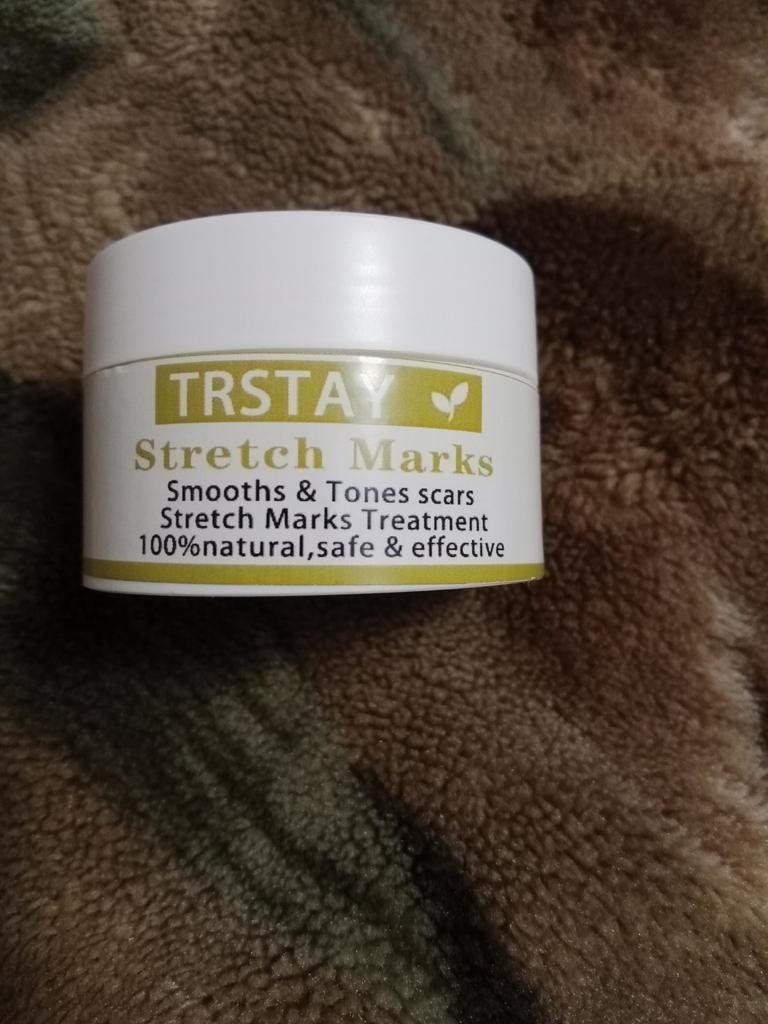 TRSTAY
Stretch Marks
Smooths & Tones scars
Stretch Marks Treatment
100%natural,safe & effective